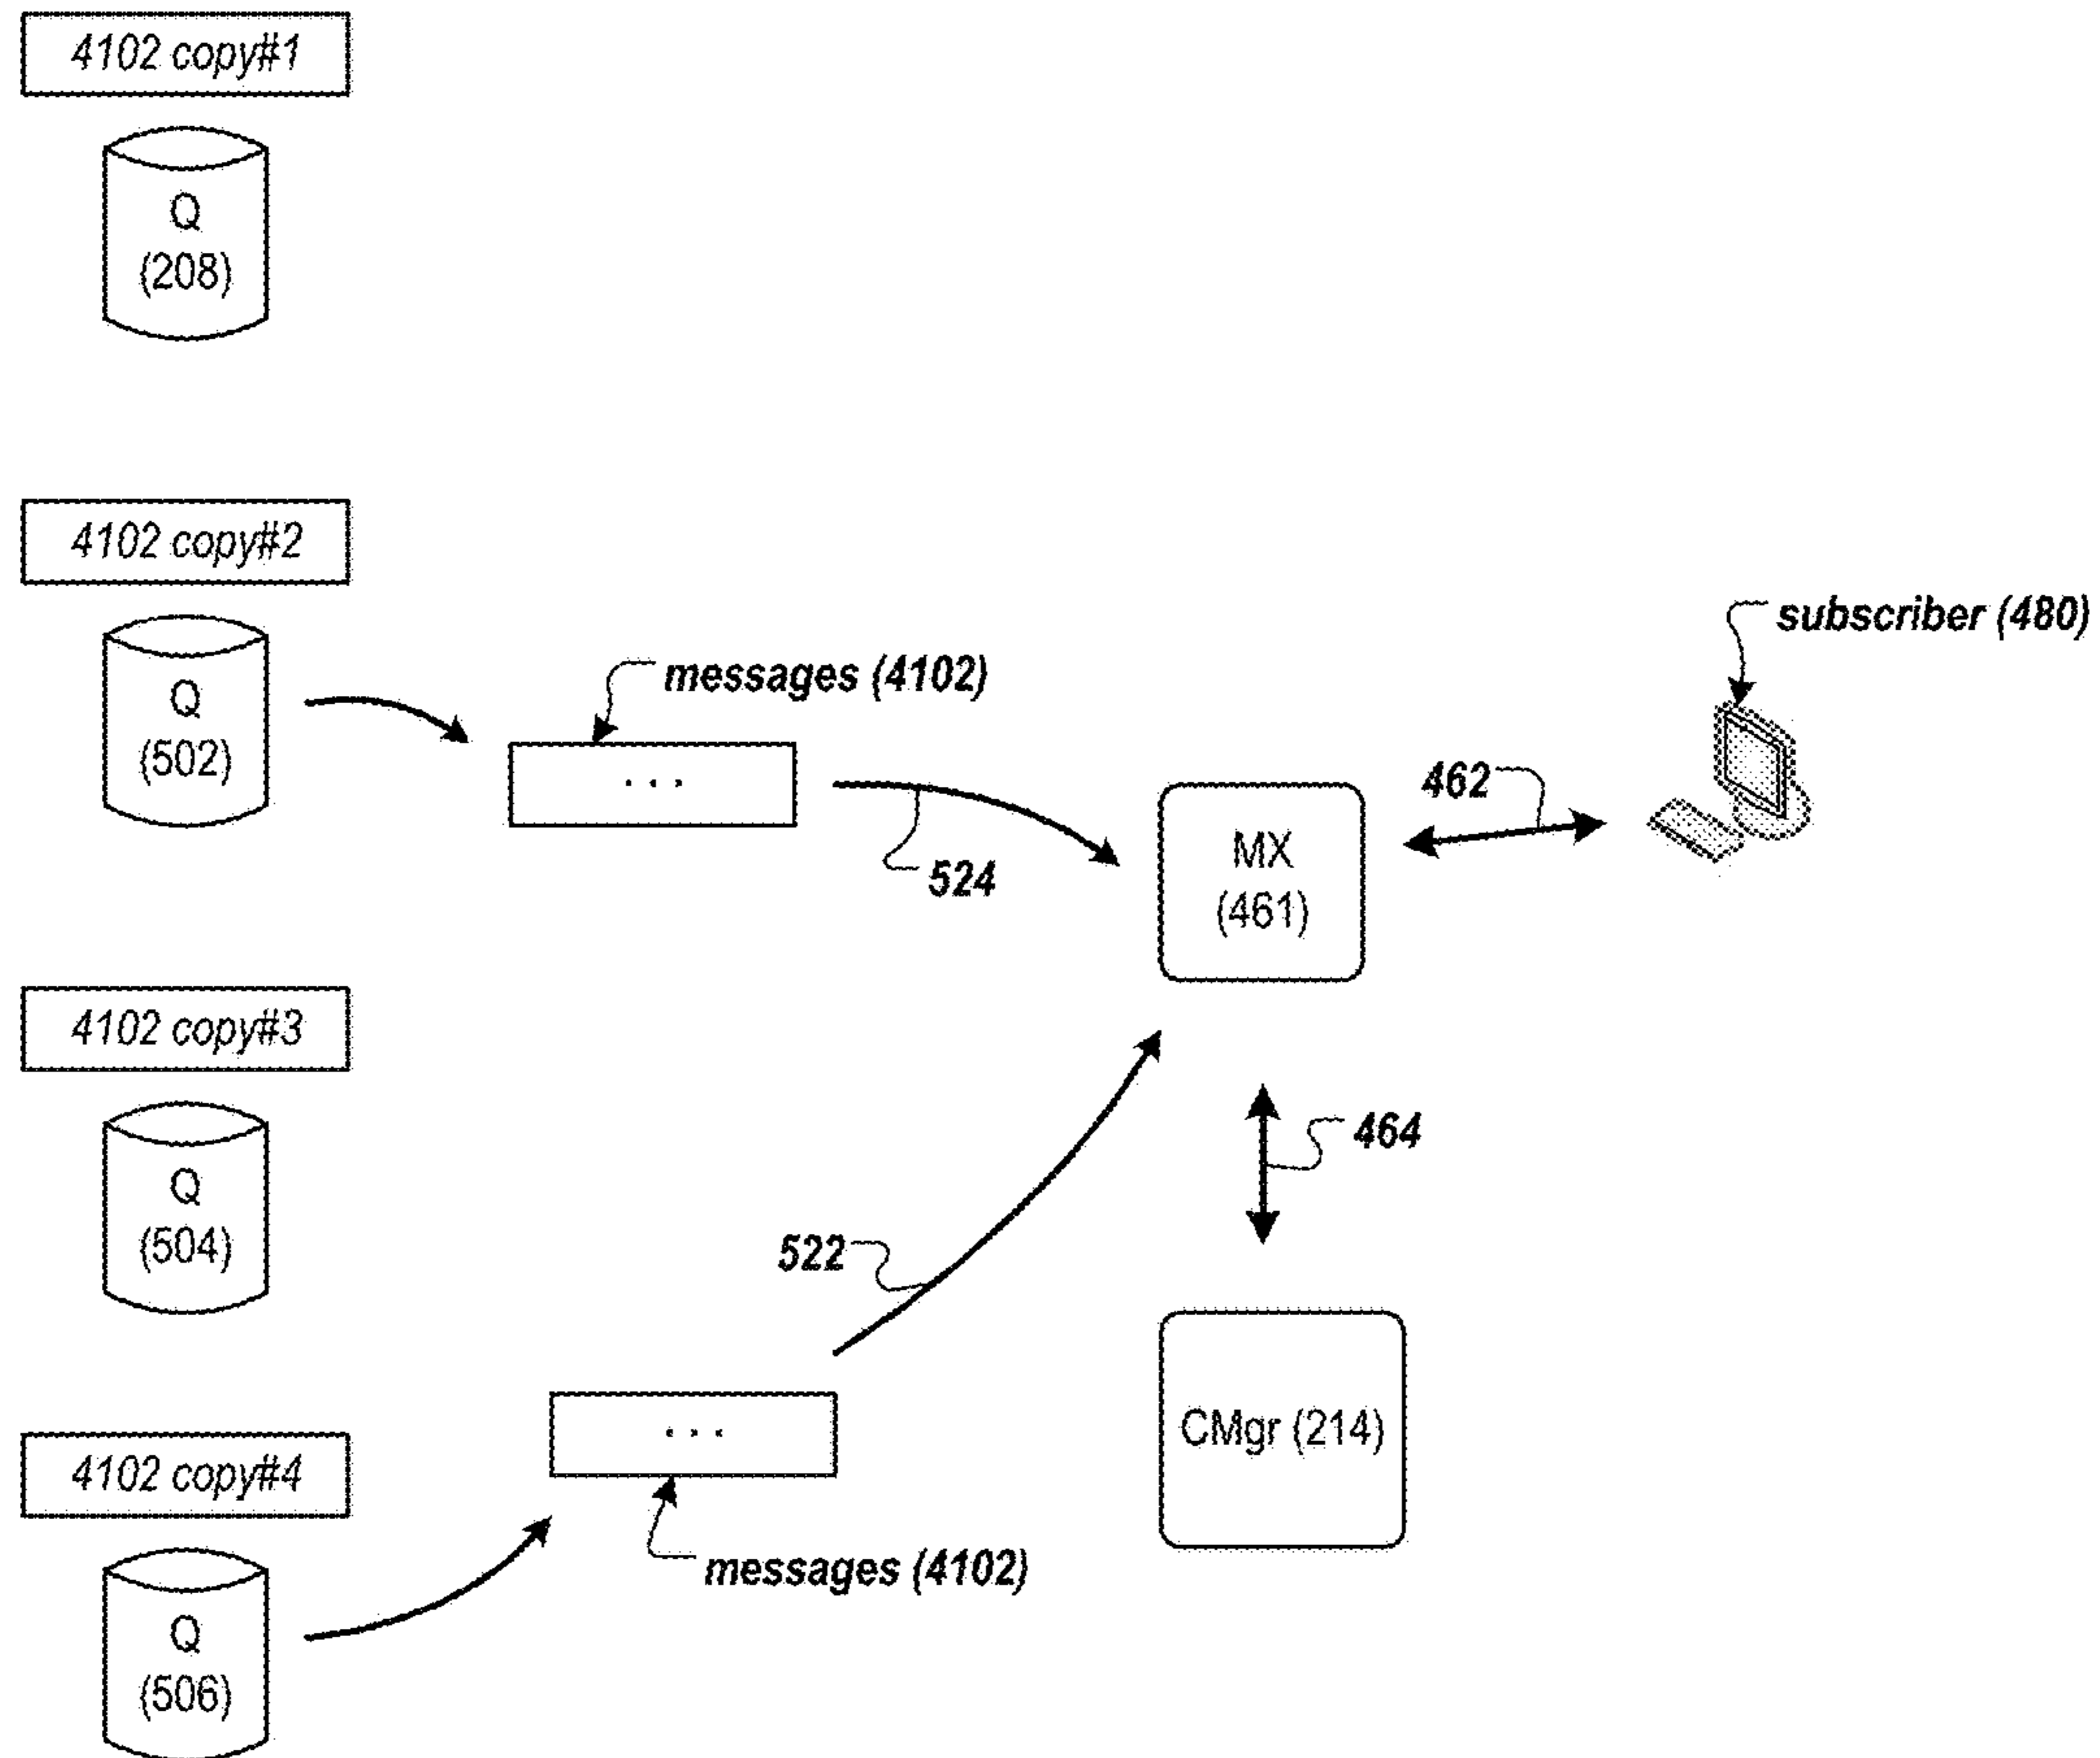 4102 copy#1
Q
(208)
4102 copy#2
Q
(502)
messages (4102)
. . .
524
subscriber (480)
462
MX
(461)
4102 copy#3
Q
(504)
464
522
4102 copy#4
. . .
messages (4102)
CMgr (214)
Q
(506)